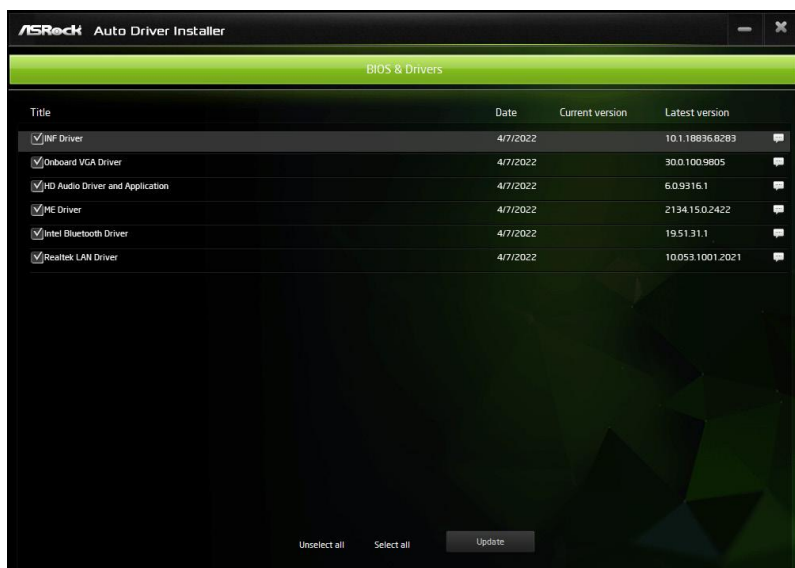 ASRock Auto Driver Installer
BIOS & Drivers
Title Date Current version Latest version
INF Driver 4/7/2022 10.1.18836.8283
Onboard VGA Driver 4/7/2022 30.0.100.9805
HD Audio Driver and Application 4/7/2022 6.0.9316.1
ME Driver 4/7/2022 2134.15.0.2422
Intel Bluetooth Driver 4/7/2022 19.51.31.1
Realtek LAN Driver 4/7/2022 10.053.1001.2021
Unselect all Select all Update